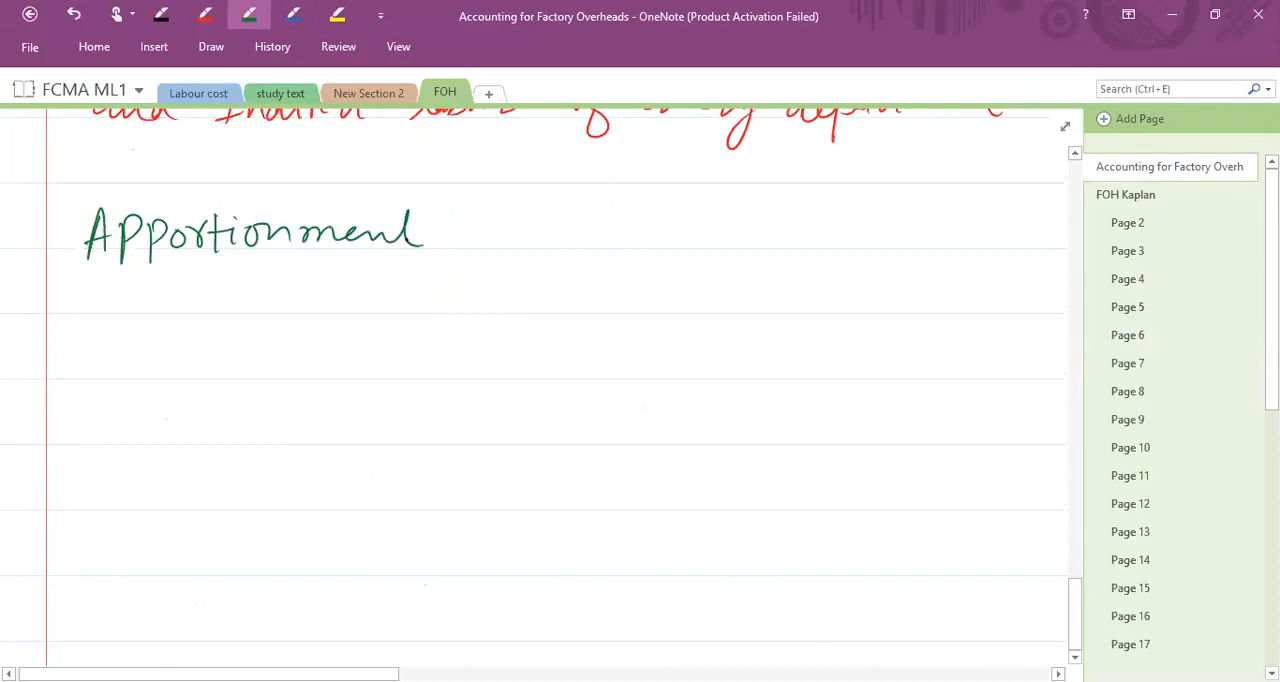 Accounting for Factory Overheads - OneNote (Product Activation Failed)
?
File Home Insert Draw History Review View
FCMA ML1 Labour cost study text New Section 2 FOH
Search (Ctrl+E)
and of every
Apportionment
Add Page
Accounting for Factory Overh
FOH Kaplan
Page 2
Page 3
Page 4
Page 5
Page 6
Page 7
Page 8
Page 9
Page 10
Page 11
Page 12
Page 13
Page 14
Page 15
Page 16
Page 17